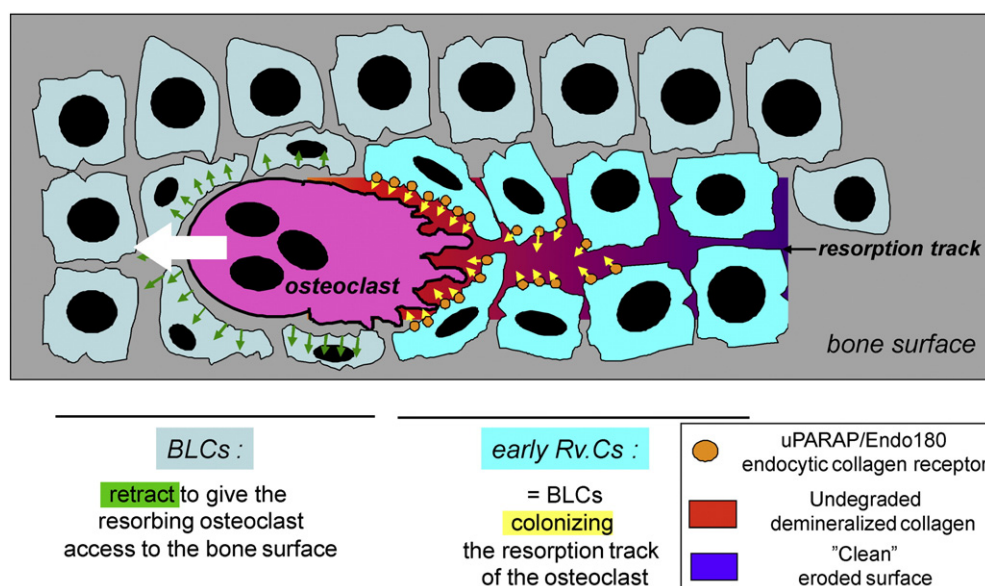 osteoclast
resorption track
bone surface
BLCs :
retract to give the
resorbing osteoclast
access to the bone surface
early Rv.Cs :
= BLCs
colonizing
the resorption track
of the osteoclast
uPARAP/Endo180
endocytic collagen receptor
Undegraded
demineralized collagen
"Clean"
eroded surface